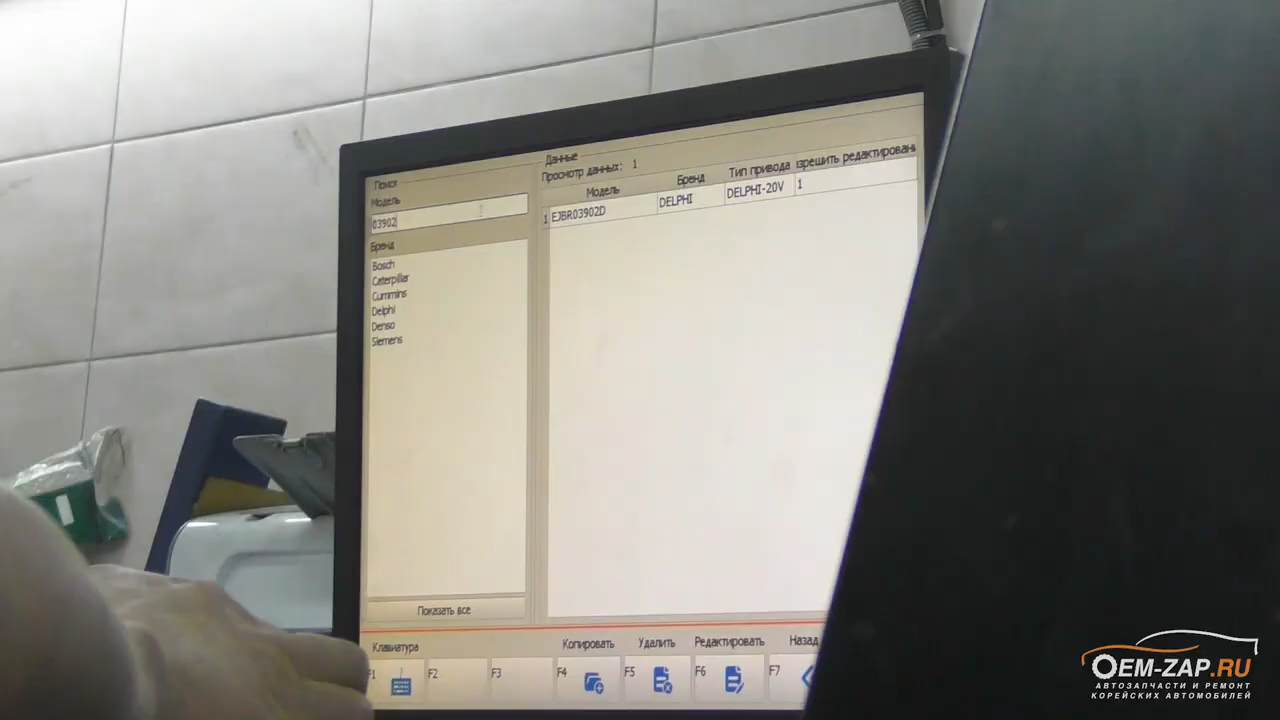 Поиск
Модель
03902
Бренд
Bosch
Caterpillar
Cummins
Delphi
Denso
Siemens
Показать все
Данные
Просмотр данных: 1
Модель Бренд Тип привода зрешить редактировани
1 EJBR03902D DELPHI DELPHI-20V 1
Клавиатура Копировать Удалить Редактировать Назад
F1 F2 F3 F4 F5 F6 F7
OEM-ZAP.RU
АВТОЗАПЧАСТИ И РЕМОНТ
КОРЕЙСКИХ АВТОМОБИЛЕЙ